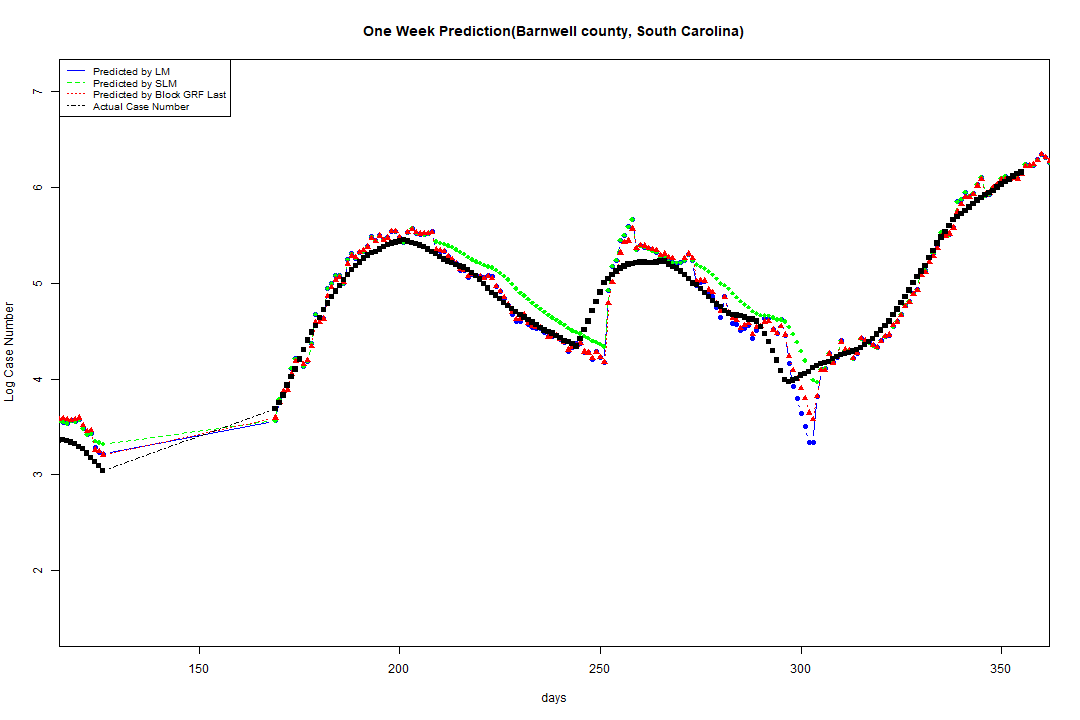 One Week Prediction(Barnwell county, South Carolina)
Predicted by LM
Predicted by SLM
Predicted by Block GRF Last
Actual Case Number
7
6
5
4
3
2
Log Case Number
150 200 250 300 350
days